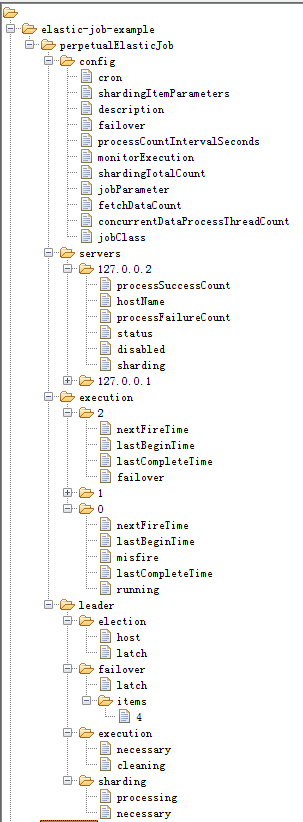 elastic-job-example
perpetualElasticJob
config
cron
shardingItemParameters
description
failover
processCountIntervalSeconds
monitorExecution
shardingTotalCount
jobParameter
fetchDataCount
concurrentDataProcessThreadCount
jobClass
servers
127.0.0.2
processSuccessCount
hostName
processFailureCount
status
disabled
sharding
127.0.0.1
execution
2
nextFireTime
lastBeginTime
lastCompleteTime
failover
1
0
nextFireTime
lastBeginTime
misfire
lastCompleteTime
running
leader
election
host
latch
failover
latch
items
4
execution
necessary
cleaning
sharding
processing
necessary